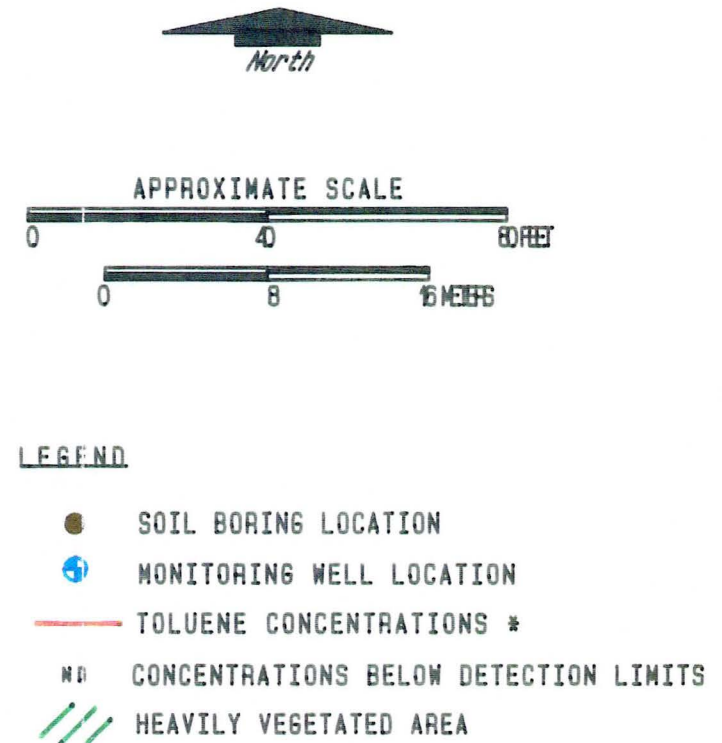 North
APPROXIMATE SCALE
0 40 80 FEET
0 8 16 METERS
LEGEND
SOIL BORING LOCATION
MONITORING WELL LOCATION
TOLUENE CONCENTRATIONS *
ND CONCENTRATIONS BELOW DETECTION LIMITS
HEAVILY VEGETATED AREA